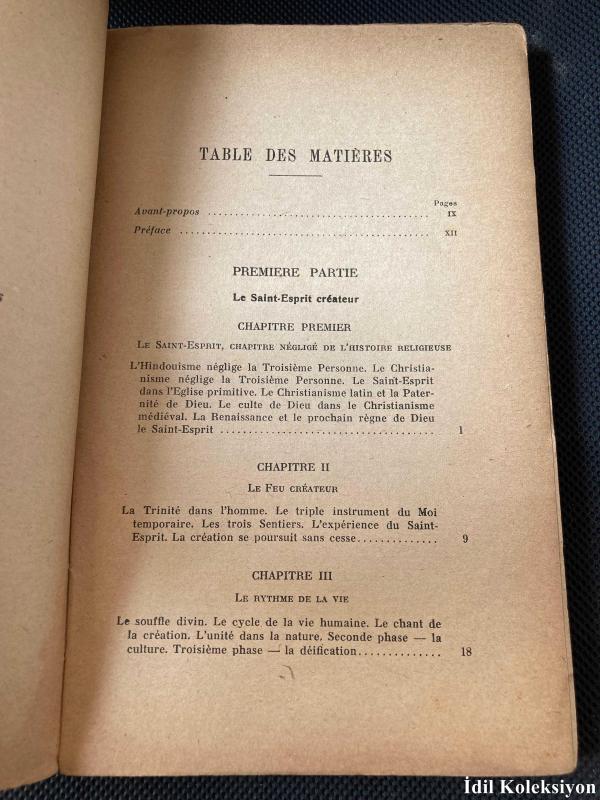 TABLE DES MATIÈRES
Pages
Avant-propos ........................................ IX
Préface ............................................. XII
PREMIERE PARTIE
Le Saint-Esprit créateur
CHAPITRE PREMIER
Le Saint-Esprit, chapitre négligé de l'histoire religieuse
L'Hindouisme néglige la Troisième Personne. Le Christia-
nisme néglige la Troisième Personne. Le Saint-Esprit
dans l'Eglise primitive. Le Christianisme latin et la Pater-
nité de Dieu. Le culte de Dieu dans le Christianisme
médiéval. La Renaissance et le prochain règne de Dieu
le Saint-Esprit ..................................... 1
CHAPITRE II
Le Feu créateur
La Trinité dans l'homme. Le triple instrument du Moi
temporaire. Les trois Sentiers. L'expérience du Saint-
Esprit. La création se poursuit sans cesse.............. 9
CHAPITRE III
Le rythme de la vie
Le souffle divin. Le cycle de la vie humaine. Le chant de
la création. L'unité dans la nature. Seconde phase — la
culture. Troisième phase — la déification.............. 18
İdil Koleksiyon